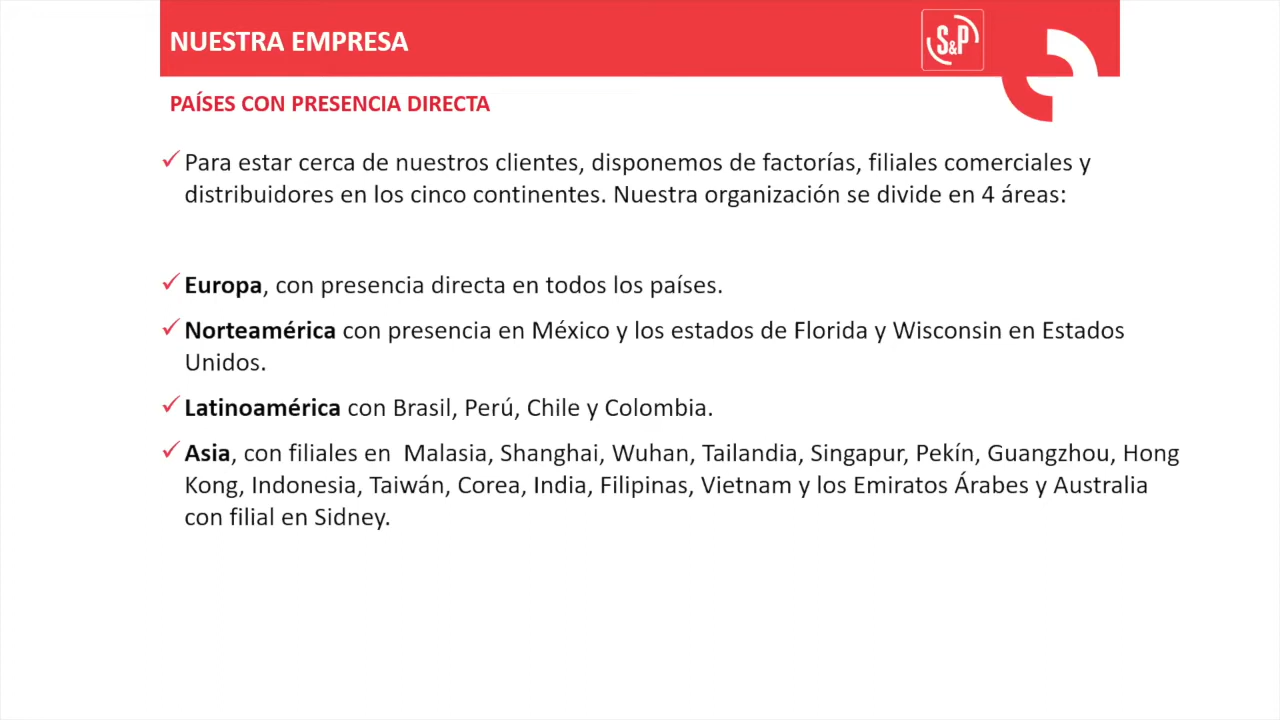 NUESTRA EMPRESA
S&P
PAÍSES CON PRESENCIA DIRECTA
✓Para estar cerca de nuestros clientes, disponemos de factorías, filiales comerciales y
distribuidores en los cinco continentes. Nuestra organización se divide en 4 áreas:
✓Europa, con presencia directa en todos los países.
✓Norteamérica con presencia en México y los estados de Florida y Wisconsin en Estados
Unidos.
✓Latinoamérica con Brasil, Perú, Chile y Colombia.
✓Asia, con filiales en  Malasia, Shanghai, Wuhan, Tailandia, Singapur, Pekín, Guangzhou, Hong
Kong, Indonesia, Taiwán, Corea, India, Filipinas, Vietnam y los Emiratos Árabes y Australia
con filial en Sidney.